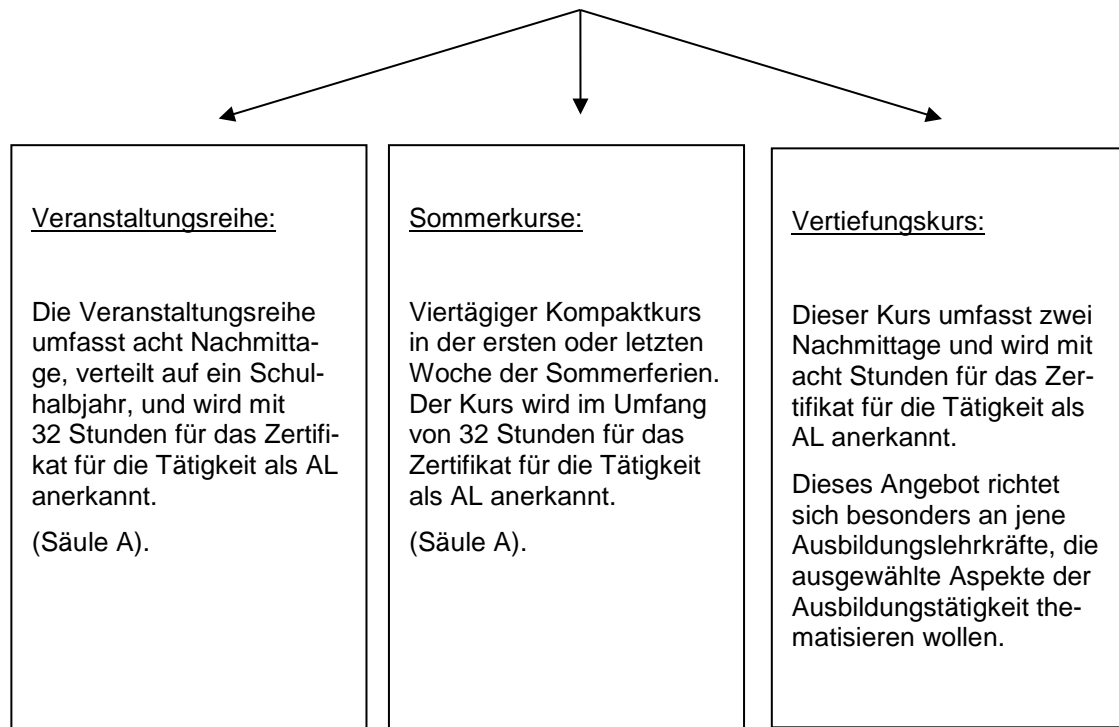 Veranstaltungsreihe:
Die Veranstaltungsreihe
umfasst acht Nachmitta-
ge, verteilt auf ein Schul-
halbjahr, und wird mit
32 Stunden für das Zertifi-
kat für die Tätigkeit als AL
anerkannt.
(Säule A).
Sommerkurse:
Viertägiger Kompaktkurs
in der ersten oder letzten
Woche der Sommerferien.
Der Kurs wird im Umfang
von 32 Stunden für das
Zertifikat für die Tätigkeit
als AL anerkannt.
(Säule A).
Vertiefungskurs:
Dieser Kurs umfasst zwei
Nachmittage und wird mit
acht Stunden für das Zer-
tifikat für die Tätigkeit als
AL anerkannt.
Dieses Angebot richtet
sich besonders an jene
Ausbildungslehrkräfte, die
ausgewählte Aspekte der
Ausbildungstätigkeit the-
matisieren wollen.